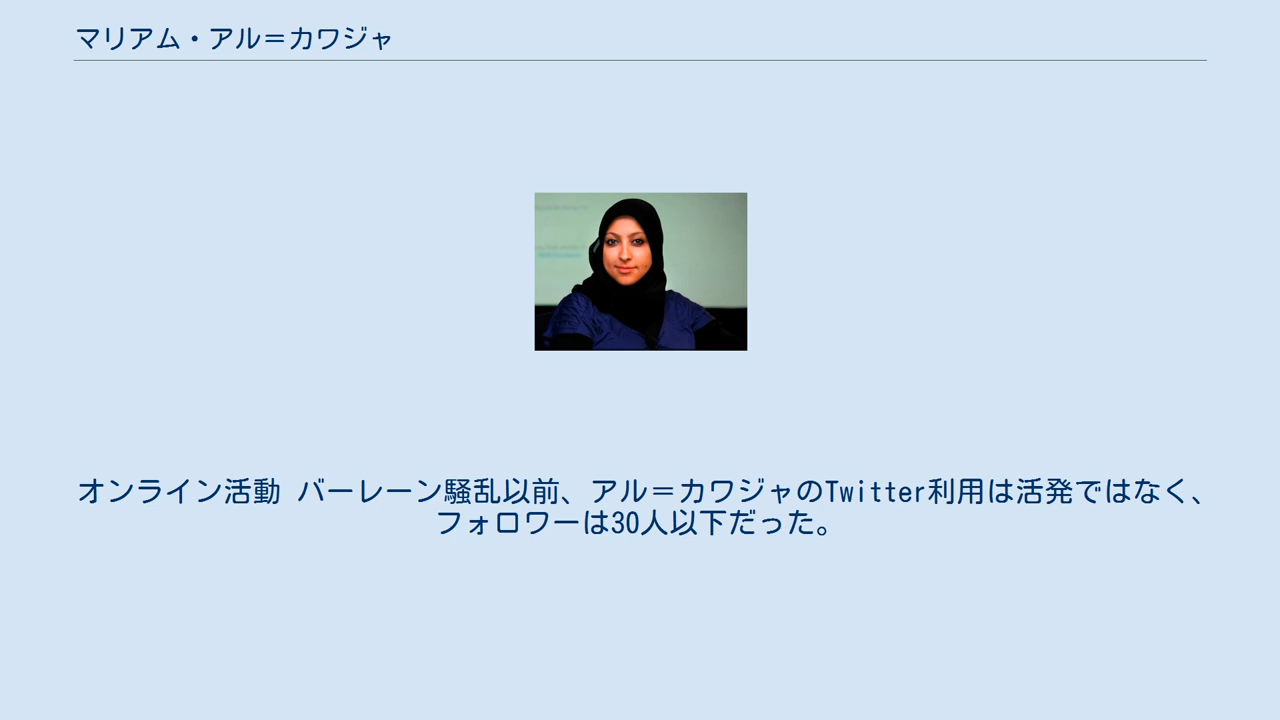 マリアム・アル＝カワジャ
オンライン活動 バーレーン騒乱以前、アル＝カワジャのTwitter利用は活発ではなく、
フォロワーは30人以下だった。